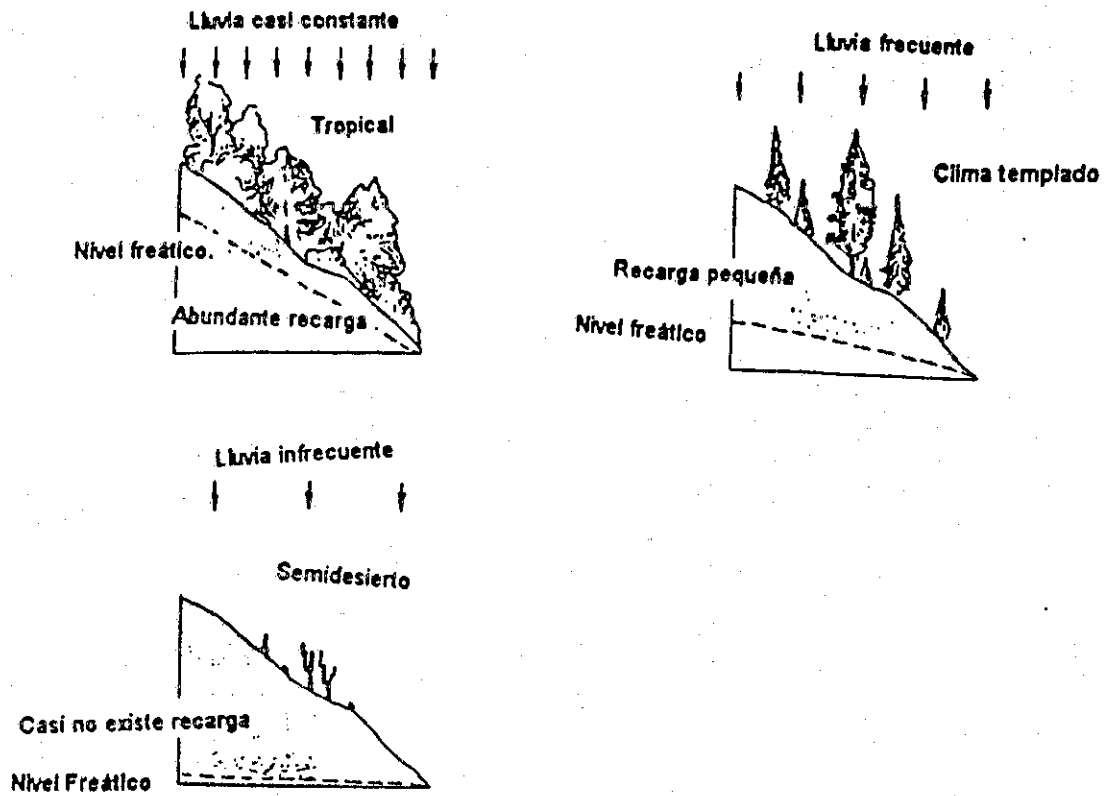 Lluvia casi constante
Tropical
Nivel freático.
Abundante recarga
Lluvia frecuente
Clima templado
Recarga pequeña
Nivel freático
Lluvia infrecuente
Semidesierto
Casi no existe recarga
Nivel Freático